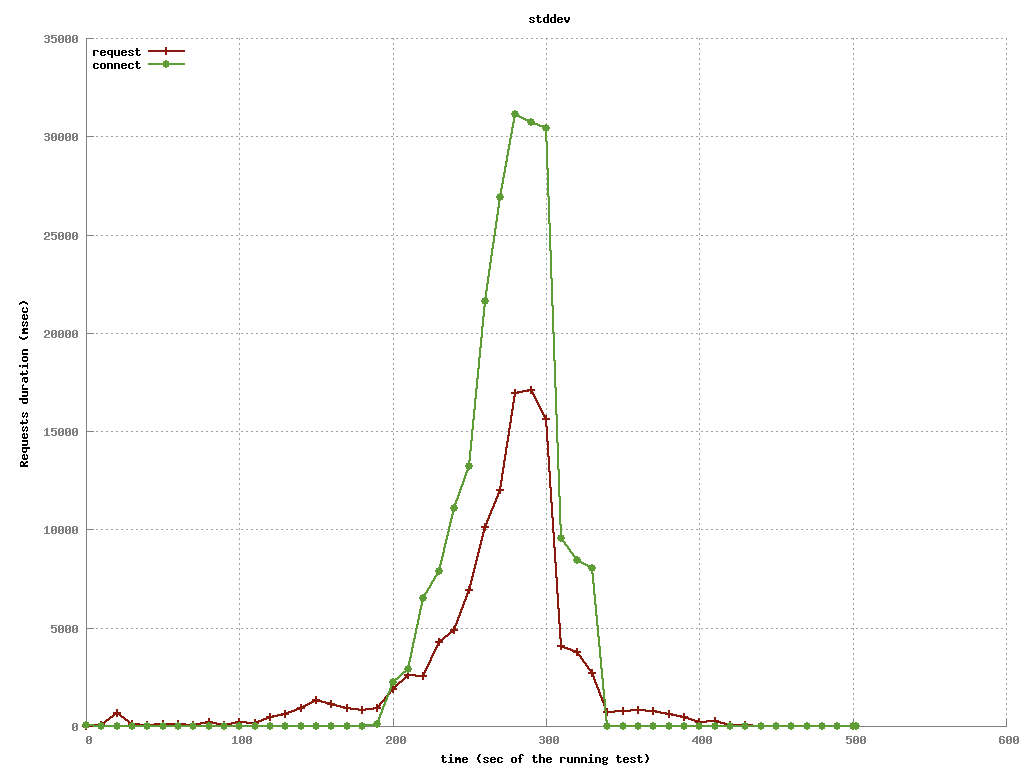 stddev
35000
request
connect
30000
25000
20000
15000
10000
5000
0
Requests duration (msec)
0 100 200 300 400 500 600
time (sec of the running test)